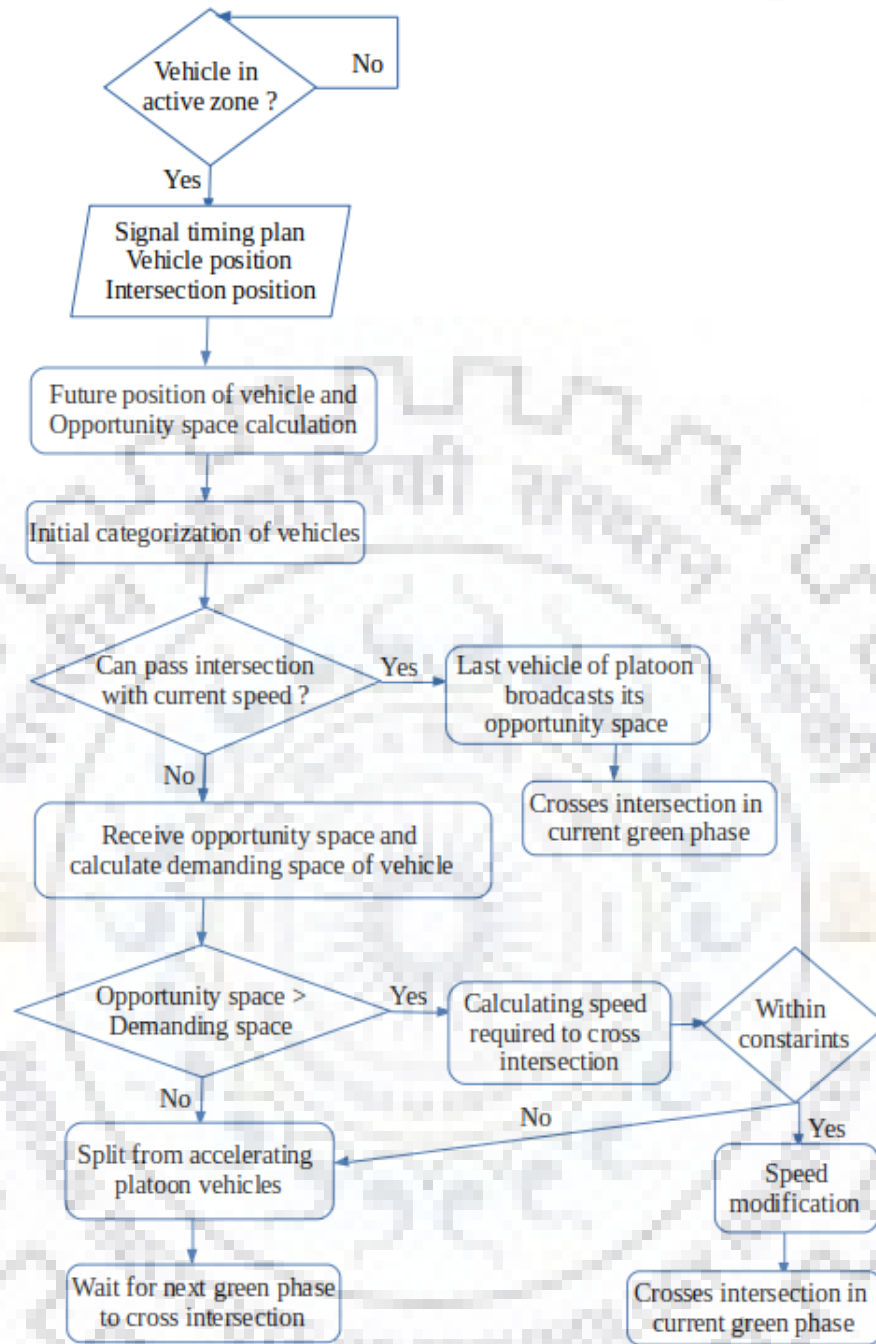 Vehicle in
active zone ?
No
Yes
Signal timing plan
Vehicle position
Intersection position
Future position of vehicle and
Opportunity space calculation
Initial categorization of vehicles
Can pass intersection
with current speed ?
Yes
Last vehicle of platoon
broadcasts its
opportunity space
No
Crosses intersection in
current green phase
Receive opportunity space and
calculate demanding space of vehicle
Opportunity space >
Demanding space
Yes
Calculating speed
required to cross
intersection
Within
constarints
No
No
Yes
Split from accelerating
platoon vehicles
Speed
modification
Wait for next green phase
to cross intersection
Crosses intersection in
current green phase